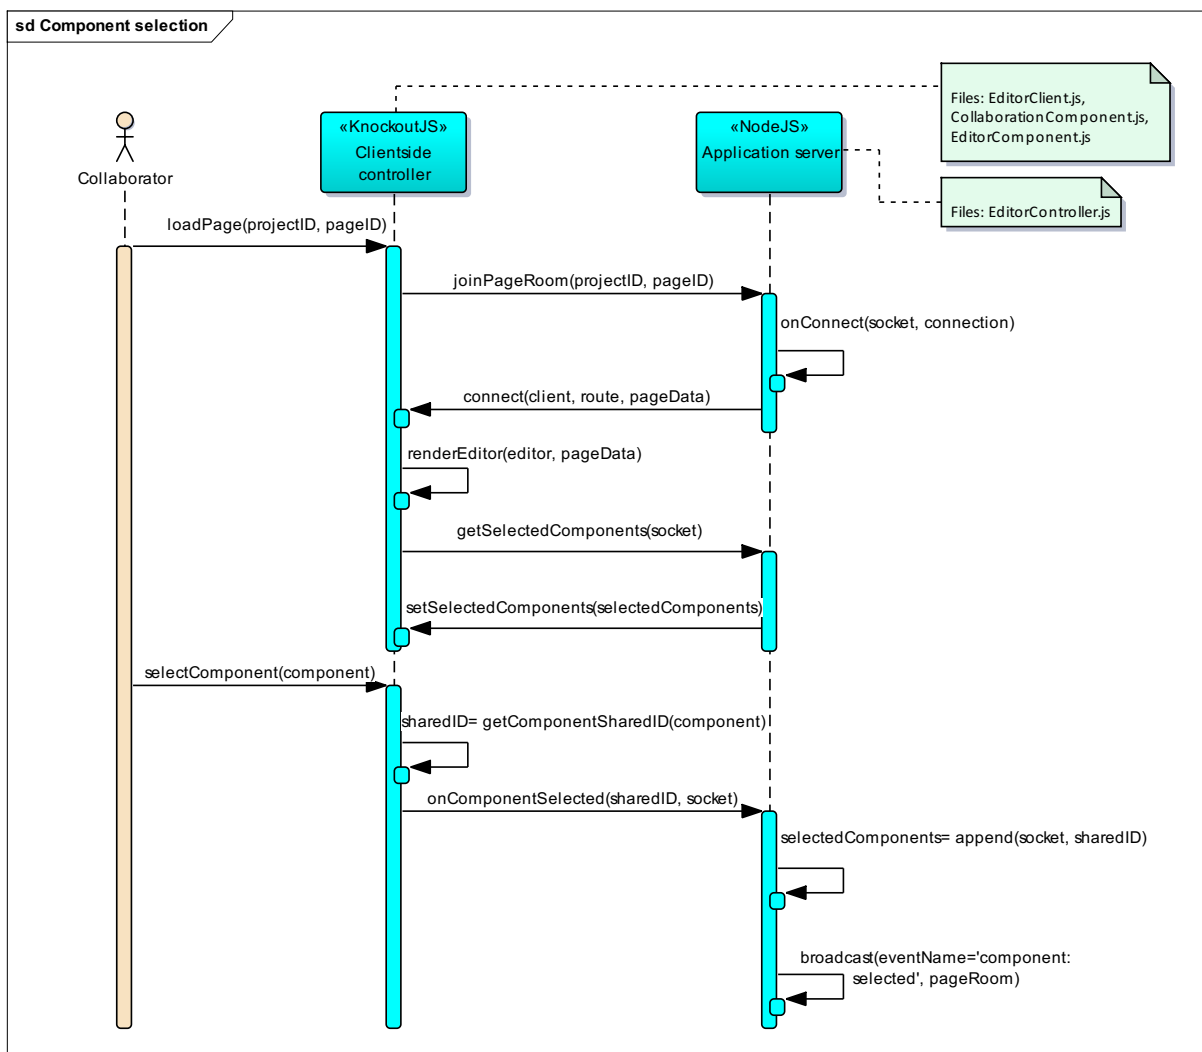 sd Component selection
Files: EditorClient.js,
CollaborationComponent.js,
EditorComponent.js
«KnockoutJS»
Clientside
controller
«NodeJS»
Application server
Collaborator
Files: EditorController.js
loadPage(projectID, pageID)
joinPageRoom(projectID, pageID)
onConnect(socket, connection)
connect(client, route, pageData)
renderEditor(editor, pageData)
getSelectedComponents(socket)
setSelectedComponents(selectedComponents)
selectComponent(component)
sharedID= getComponentSharedID(component)
onComponentSelected(sharedID, socket)
selectedComponents= append(socket, sharedID)
broadcast(eventName='component:
selected', pageRoom)